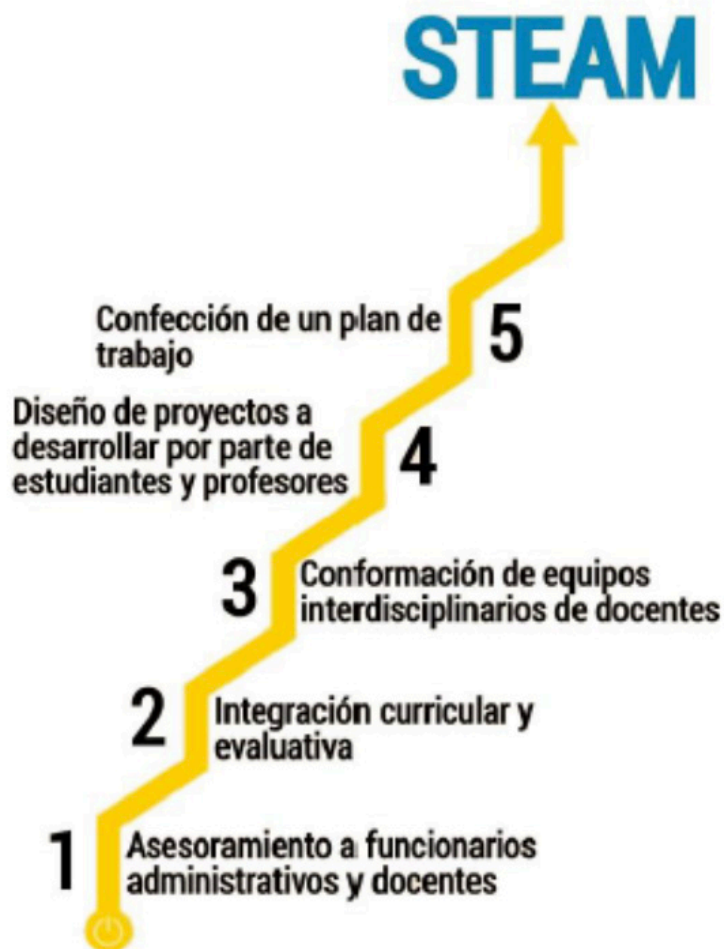 STEAM
Confección de un plan de
trabajo
5
Diseño de proyectos a
desarrollar por parte de
estudiantes y profesores
4
3
Conformación de equipos
interdisciplinarios de docentes
2
Integración curricular y
evaluativa
1
Asesoramiento a funcionarios
administrativos y docentes